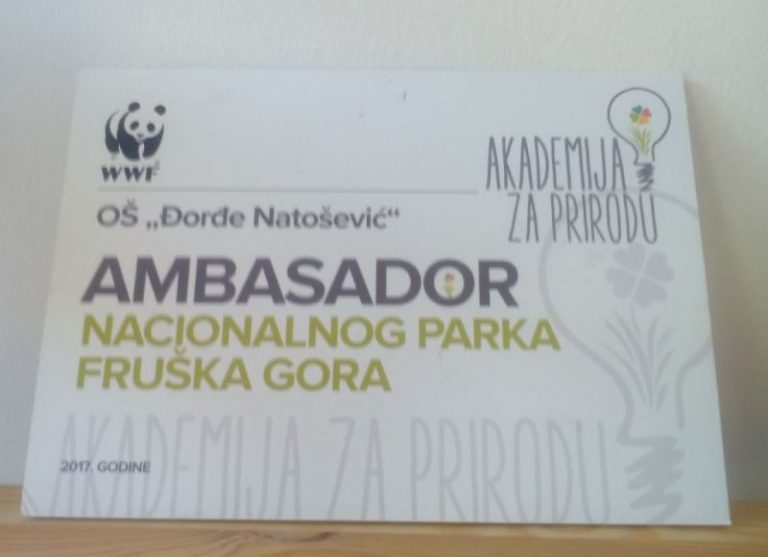 WWF
AKADEMIJA
ZA PRIRODU
OŠ „Đorđe Natošević“
AMBASADOR
NACIONALNOG PARKA
FRUŠKA GORA
AKADEMIJA ZA PRIRODU
2017. GODINE